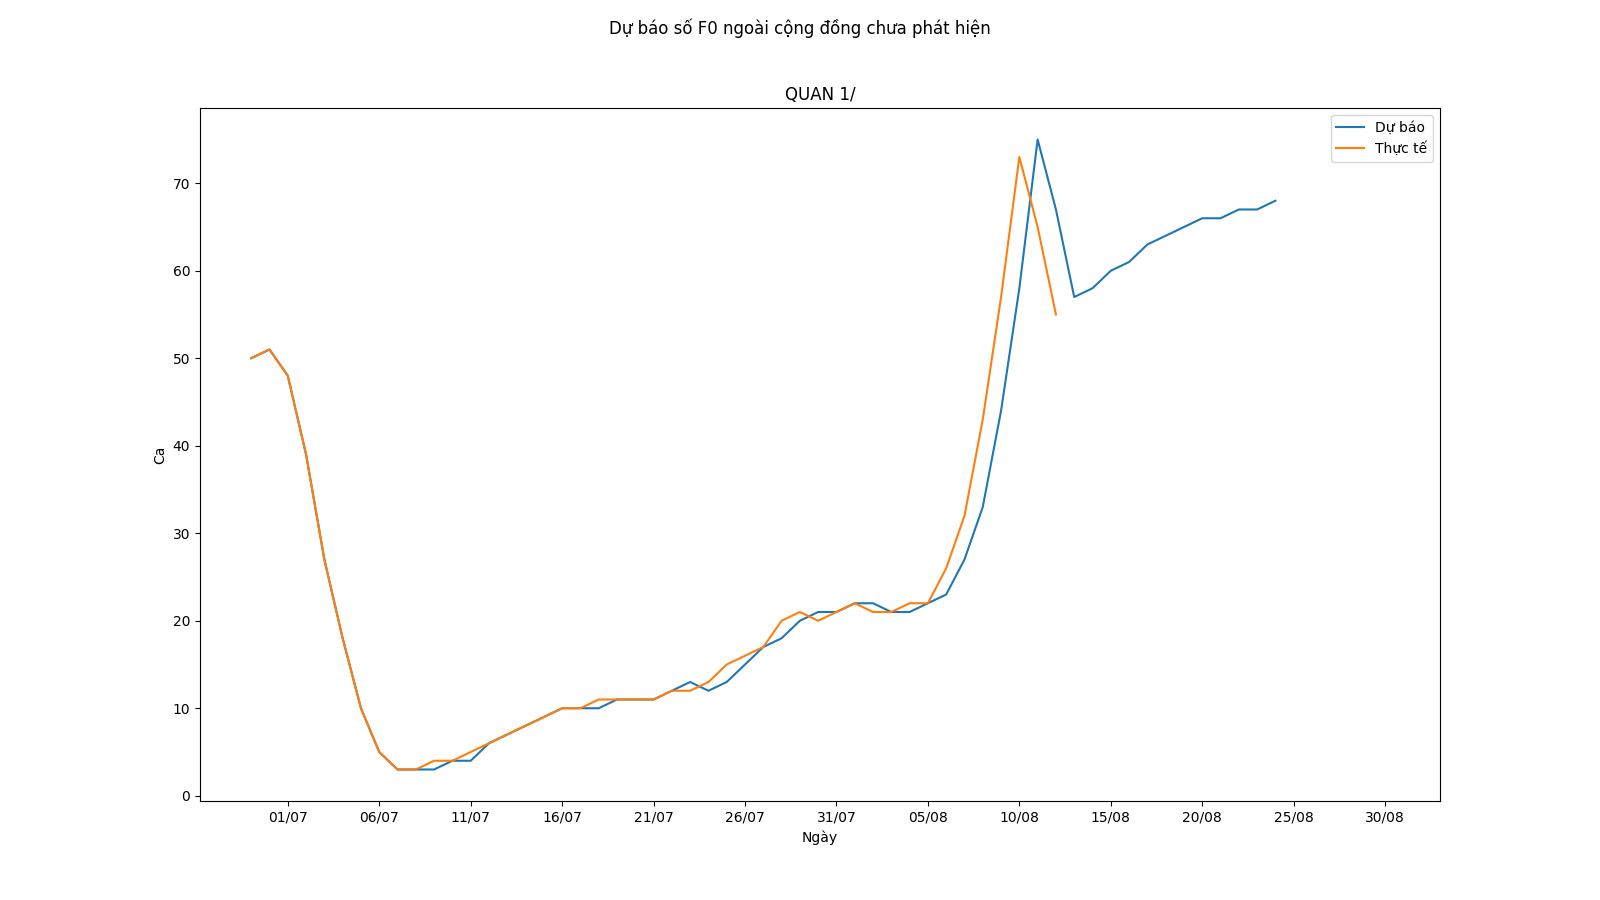 Dự báo số F0 ngoài cộng đồng chưa phát hiện
QUAN 1/
Dự báo
Thực tế
70
60
50
40
30
20
10
0
Ca
01/07 06/07 11/07 16/07 21/07 26/07 31/07 05/08 10/08 15/08 20/08 25/08 30/08
Ngày